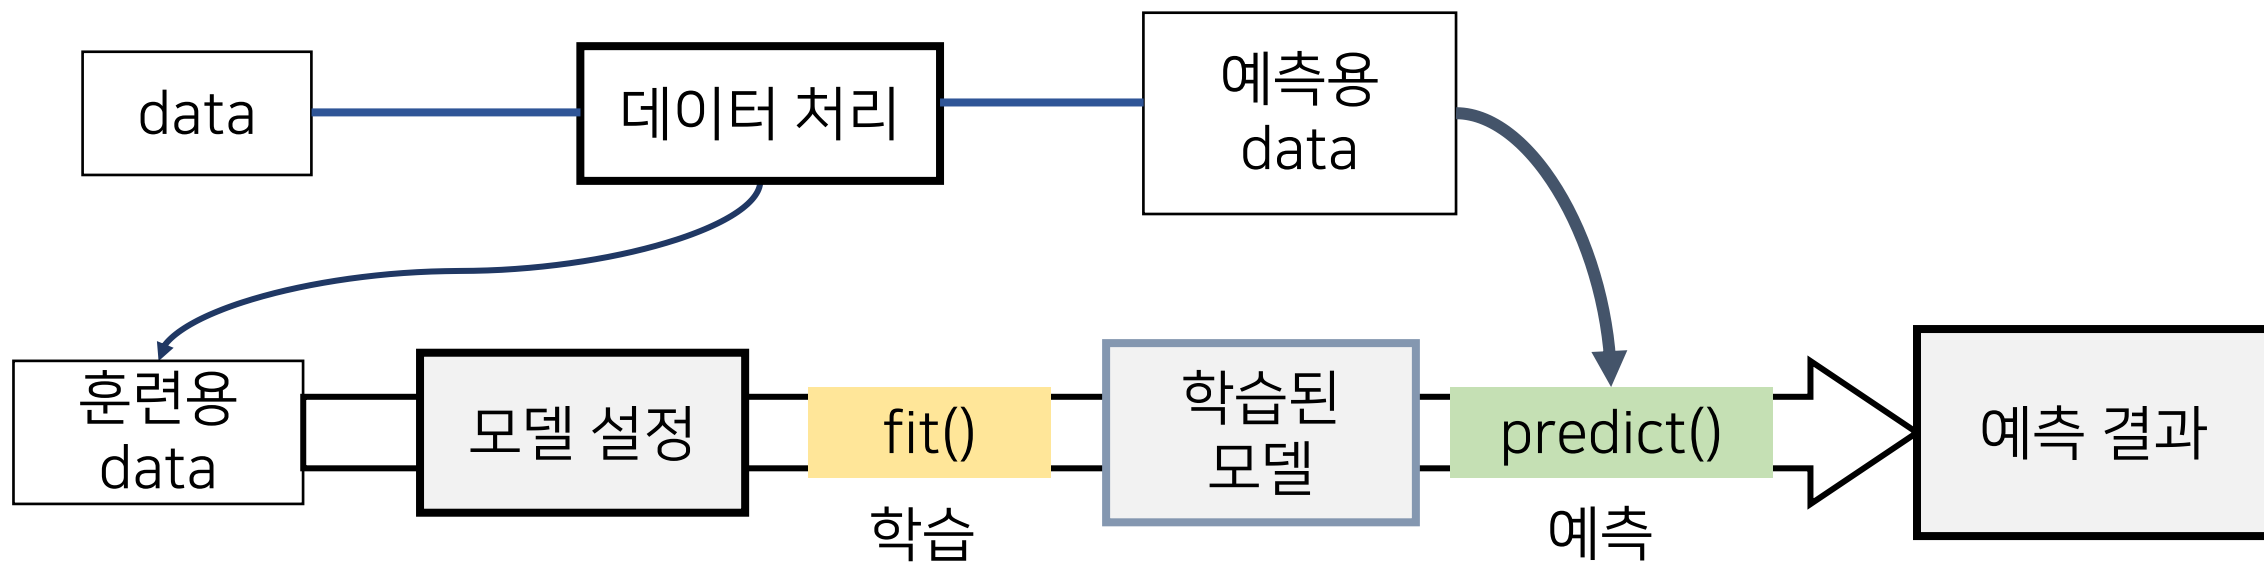 data
데이터 처리
예측용
data
훈련용
data
모델 설정
fit()
학습
학습된
모델
predict()
예측
예측 결과